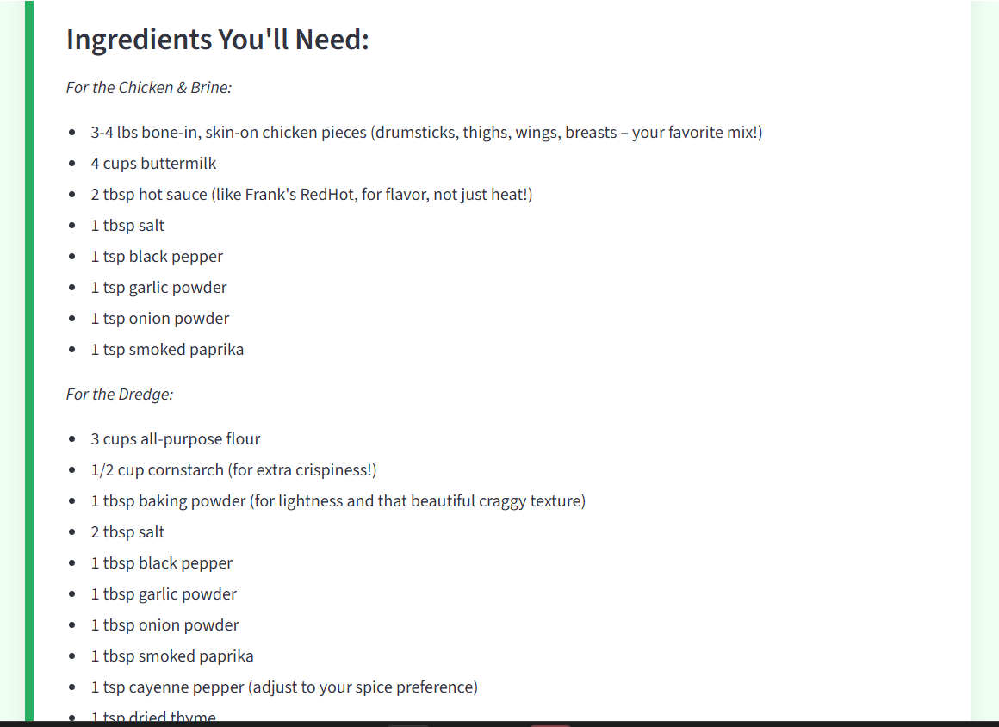 Ingredients You'll Need:
For the Chicken & Brine:
3-4 lbs bone-in, skin-on chicken pieces (drumsticks, thighs, wings, breasts – your favorite mix!)
4 cups buttermilk
2 tbsp hot sauce (like Frank's RedHot, for flavor, not just heat!)
1 tbsp salt
1 tsp black pepper
1 tsp garlic powder
1 tsp onion powder
1 tsp smoked paprika
For the Dredge:
3 cups all-purpose flour
1/2 cup cornstarch (for extra crispiness!)
1 tbsp baking powder (for lightness and that beautiful craggy texture)
2 tbsp salt
1 tbsp black pepper
1 tbsp garlic powder
1 tbsp onion powder
1 tbsp smoked paprika
1 tsp cayenne pepper (adjust to your spice preference)
1 tsp dried thyme